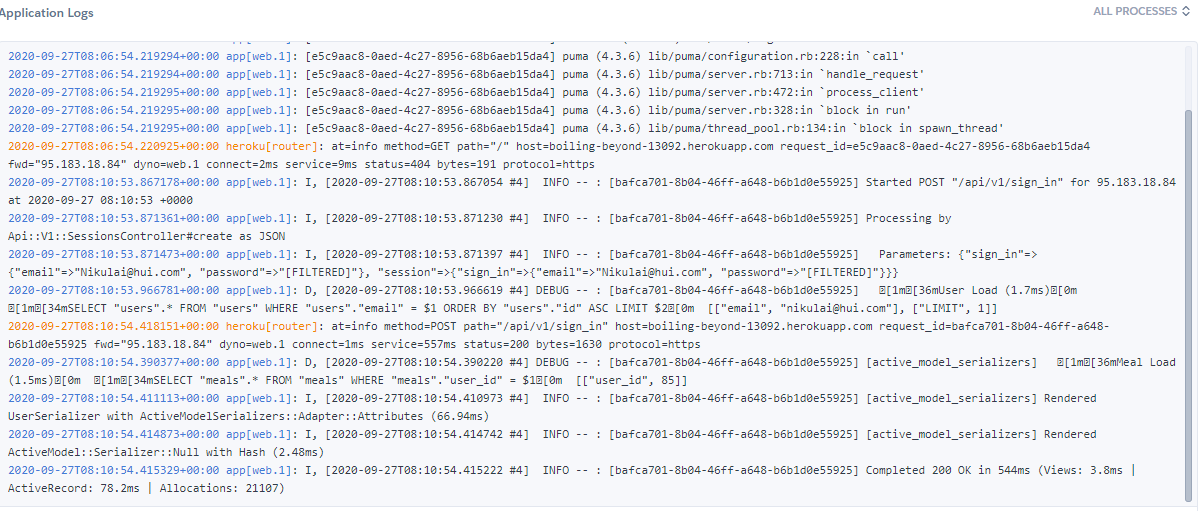 Application Logs
ALL PROCESSES
2020-09-27T08:06:54.219294+00:00 app[web.1]: [e5c9aac8-0aed-4c27-8956-68b6aeb15da4] puma (4.3.6) lib/puma/configuration.rb:228:in `call'
2020-09-27T08:06:54.219294+00:00 app[web.1]: [e5c9aac8-0aed-4c27-8956-68b6aeb15da4] puma (4.3.6) lib/puma/server.rb:713:in `handle_request'
2020-09-27T08:06:54.219295+00:00 app[web.1]: [e5c9aac8-0aed-4c27-8956-68b6aeb15da4] puma (4.3.6) lib/puma/server.rb:472:in `process_client'
2020-09-27T08:06:54.219295+00:00 app[web.1]: [e5c9aac8-0aed-4c27-8956-68b6aeb15da4] puma (4.3.6) lib/puma/server.rb:328:in `block in run'
2020-09-27T08:06:54.219295+00:00 app[web.1]: [e5c9aac8-0aed-4c27-8956-68b6aeb15da4] puma (4.3.6) lib/puma/thread_pool.rb:134:in `block in spawn_thread'
2020-09-27T08:06:54.220925+00:00 heroku[router]: at=info method=GET path="/" host=boiling-beyond-13092.herokuapp.com request_id=e5c9aac8-0aed-4c27-8956-68b6aeb15da4
fwd="95.183.18.84" dyno=web.1 connect=2ms service=9ms status=404 bytes=191 protocol=https
2020-09-27T08:10:53.867178+00:00 app[web.1]: I, [2020-09-27T08:10:53.867054 #4]  INFO -- : [bafca701-8b04-46ff-a648-b6b1d0e55925] Started POST "/api/v1/sign_in" for 95.183.18.84
at 2020-09-27 08:10:53 +0000
2020-09-27T08:10:53.871361+00:00 app[web.1]: I, [2020-09-27T08:10:53.871230 #4]  INFO -- : [bafca701-8b04-46ff-a648-b6b1d0e55925] Processing by
Api::V1::SessionsController#create as JSON
2020-09-27T08:10:53.871473+00:00 app[web.1]: I, [2020-09-27T08:10:53.871397 #4]  INFO -- : [bafca701-8b04-46ff-a648-b6b1d0e55925]   Parameters: {"sign_in"=>
{"email"=>"Nikulai@hui.com", "password"=>"[FILTERED]"}, "session"=>{"sign_in"=>{"email"=>"Nikulai@hui.com", "password"=>"[FILTERED]"}}}
2020-09-27T08:10:53.966781+00:00 app[web.1]: D, [2020-09-27T08:10:53.966619 #4] DEBUG -- : [bafca701-8b04-46ff-a648-b6b1d0e55925]   [1m[36mUser Load (1.7ms)[0m
[1m[34mSELECT "users".* FROM "users" WHERE "users"."email" = $1 ORDER BY "users"."id" ASC LIMIT $2[0m  [["email", "nikulai@hui.com"], ["LIMIT", 1]]
2020-09-27T08:10:54.418151+00:00 heroku[router]: at=info method=POST path="/api/v1/sign_in" host=boiling-beyond-13092.herokuapp.com request_id=bafca701-8b04-46ff-a648-
b6b1d0e55925 fwd="95.183.18.84" dyno=web.1 connect=1ms service=557ms status=200 bytes=1630 protocol=https
2020-09-27T08:10:54.390377+00:00 app[web.1]: D, [2020-09-27T08:10:54.390220 #4] DEBUG -- : [bafca701-8b04-46ff-a648-b6b1d0e55925] [active_model_serializers]   [1m[36mMeal Load
(1.5ms)[0m  [1m[34mSELECT "meals".* FROM "meals" WHERE "meals"."user_id" = $1[0m  [["user_id", 85]]
2020-09-27T08:10:54.411113+00:00 app[web.1]: I, [2020-09-27T08:10:54.410973 #4]  INFO -- : [bafca701-8b04-46ff-a648-b6b1d0e55925] [active_model_serializers] Rendered
UserSerializer with ActiveModelSerializers::Adapter::Attributes (66.94ms)
2020-09-27T08:10:54.414873+00:00 app[web.1]: I, [2020-09-27T08:10:54.414742 #4]  INFO -- : [bafca701-8b04-46ff-a648-b6b1d0e55925] [active_model_serializers] Rendered
ActiveModel::Serializer::Null with Hash (2.48ms)
2020-09-27T08:10:54.415329+00:00 app[web.1]: I, [2020-09-27T08:10:54.415222 #4]  INFO -- : [bafca701-8b04-46ff-a648-b6b1d0e55925] Completed 200 OK in 544ms (Views: 3.8ms |
ActiveRecord: 78.2ms | Allocations: 21107)